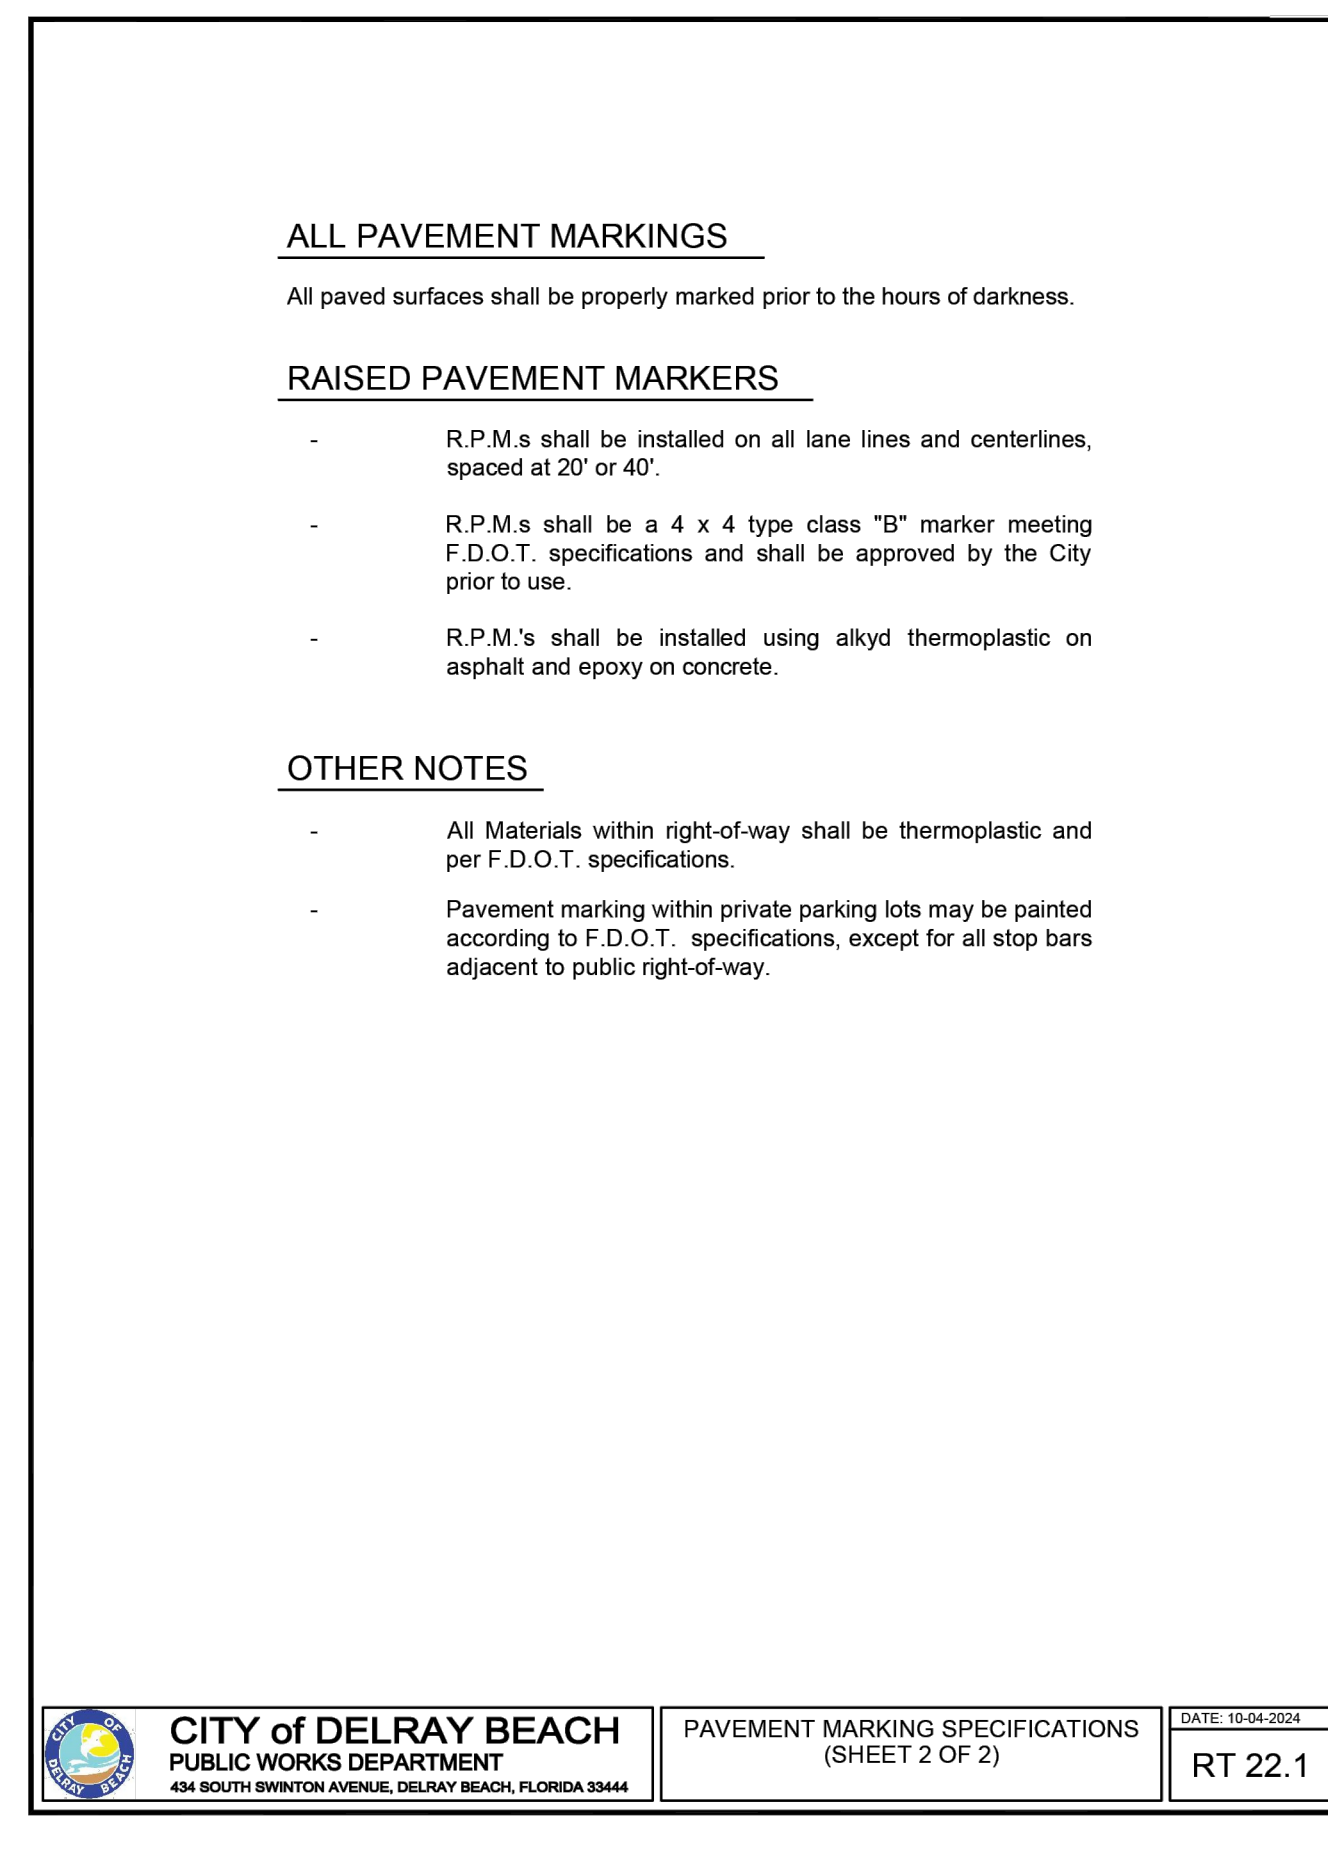 ALL PAVEMENT MARKINGS
All paved surfaces shall be properly marked prior to the hours of darkness.
RAISED PAVEMENT MARKERS
- R.P.M.s shall be installed on all lane lines and centerlines,
spaced at 20' or 40'.
- R.P.M.s shall be a 4 x 4 type class "B" marker meeting
F.D.O.T. specifications and shall be approved by the City
prior to use.
- R.P.M.'s shall be installed using alkyd thermoplastic on
asphalt and epoxy on concrete.
OTHER NOTES
- All Materials within right-of-way shall be thermoplastic and
per F.D.O.T. specifications.
- Pavement marking within private parking lots may be painted
according to F.D.O.T. specifications, except for all stop bars
adjacent to public right-of-way.
CITY OF
DELRAY BEACH
CITY of DELRAY BEACH
PUBLIC WORKS DEPARTMENT
434 SOUTH SWINTON AVENUE, DELRAY BEACH, FLORIDA 33444
PAVEMENT MARKING SPECIFICATIONS
(SHEET 2 OF 2)
DATE: 10-04-2024
RT 22.1